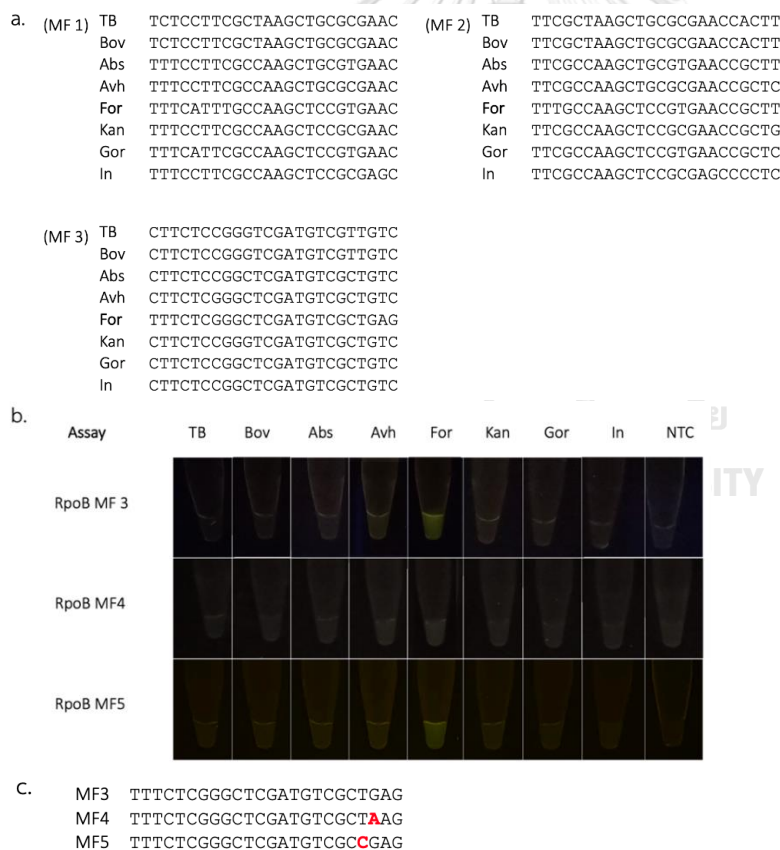 a. (MF 1) TB TCTCCTTCGCTAAGCTGCGCGAAC (MF 2) TB TTCGCTAAGCTGCGCGAACCACTT
Bov TCTCCTTCGCTAAGCTGCGCGAAC Bov TTCGCTAAGCTGCGCGAACCACTT
Abs TTTCCTTCGCCAAGCTGCGTGAAC Abs TTCGCCAAGCTGCGTGAACCGCTT
Avh TTTCCTTCGCCAAGCTGCGCGAAC Avh TTCGCCAAGCTGCGCGAACCGCTC
For TTTCATTTGCCAAGCTCCGTGAAC For TTTGCCAAGCTCCGTGAACCGCTT
Kan TTTCCTTCGCCAAGCTCCGCGAAC Kan TTCGCCAAGCTCCGCGAACCGCTG
Gor TTTCATTCGCCAAGCTCCGTGAAC Gor TTCGCCAAGCTCCGTGAACCGCTC
In TTTCCTTCGCCAAGCTCCGCGAGC In TTCGCCAAGCTCCGCGAGCCCCTC
(MF 3) TB CTTCTCCGGGTCGATGTCGTTGTC
Bov CTTCTCCGGGTCGATGTCGTTGTC
Abs CTTCTCCGGCTCGATGTCGCTGTC
Avh CTTCTCGGGCTCGATGTCGCTGTC
For TTTCTCGGGCTCGATGTCGCTGAG
Kan CTTCTCCGGGTCGATGTCGCTGTC
Gor CTTCTCCGGCTCGATGTCGCTGTC
In CTTCTCCGGCTCGATGTCGCTGTC
b.
Assay TB Bov Abs Avh For Kan Gor In NTC
RpoB MF 3
ITY
RpoB MF4
RpoB MF5
c.
MF3 TTTCTCGGGCTCGATGTCGCTGAG
MF4 TTTCTCGGGCTCGATGTCGCTAAG
MF5 TTTCTCGGGCTCGATGTCGCCGAG